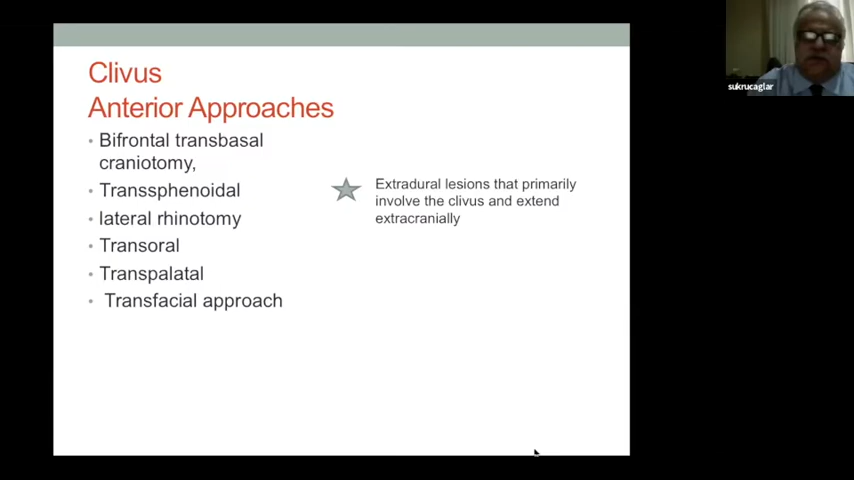 Clivus
Anterior Approaches
• Bifrontal transbasal
craniotomy,
• Transsphenoidal
• lateral rhinotomy
• Transoral
• Transpalatal
• Transfacial approach
Extradural lesions that primarily
involve the clivus and extend
extracranially
sukrucaglar